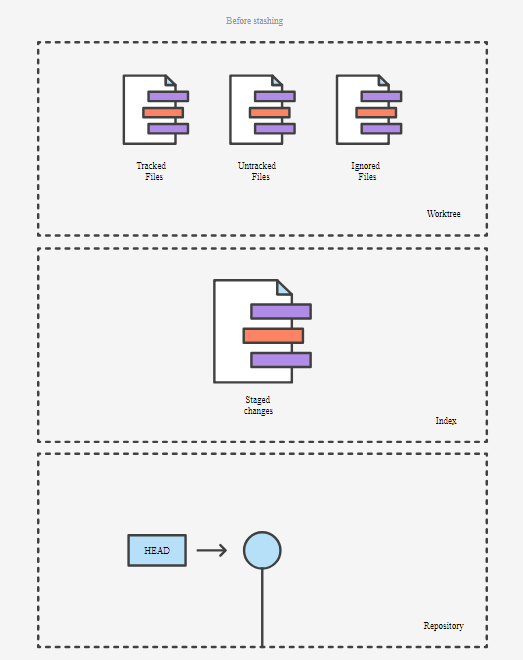 Before stashing
Tracked
Files
Untracked
Files
Ignored
Files
Worktree
Staged
changes
Index
HEAD
Repository